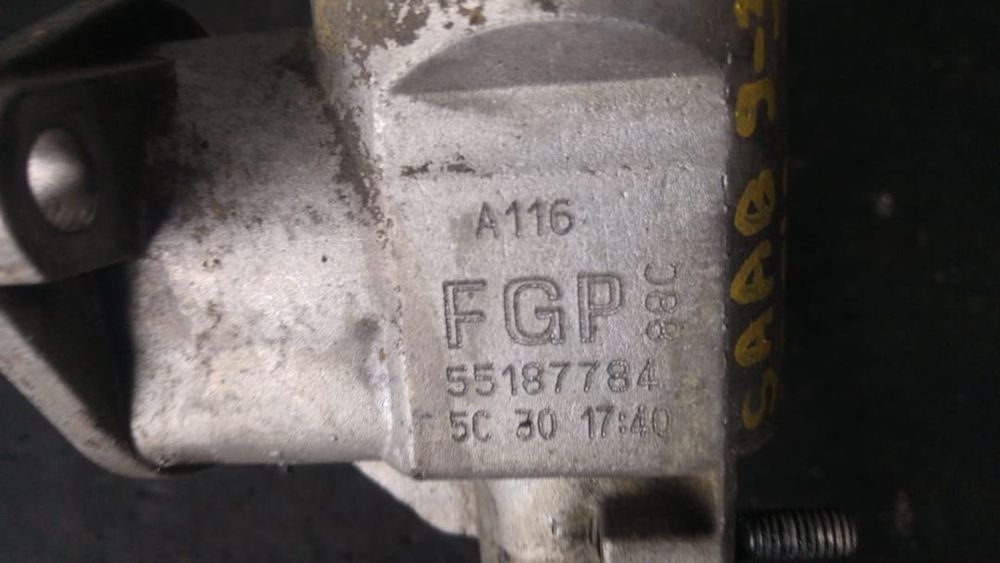 A116
FGP
88C
55187784
5C 30 17:40
SAAB 9-3